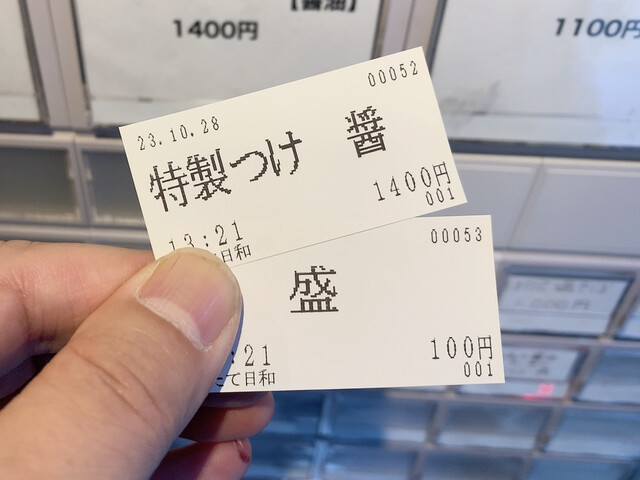 【醤油】
1400円
1100円
00052
23.10.28
特製つけ 醤
1400円
001
13:21
日和
00053
盛
100円
:21
001
て日和